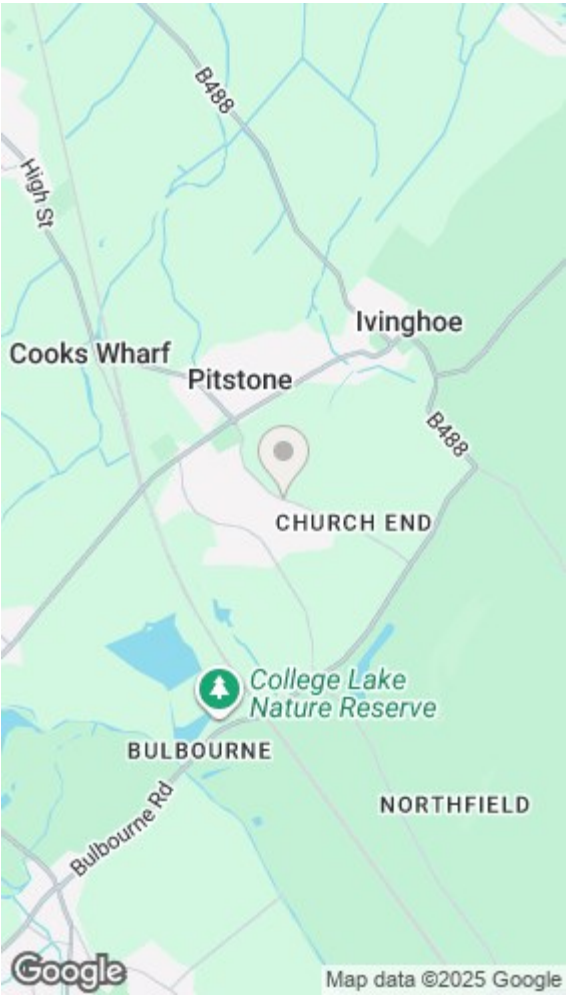 B488
High St
Ivinghoe
Cooks Wharf
Pitstone
B488
CHURCH END
College Lake
Nature Reserve
BULBOURNE
NORTHFIELD
Bulbourne Rd
Google
Map data ©2025 Google